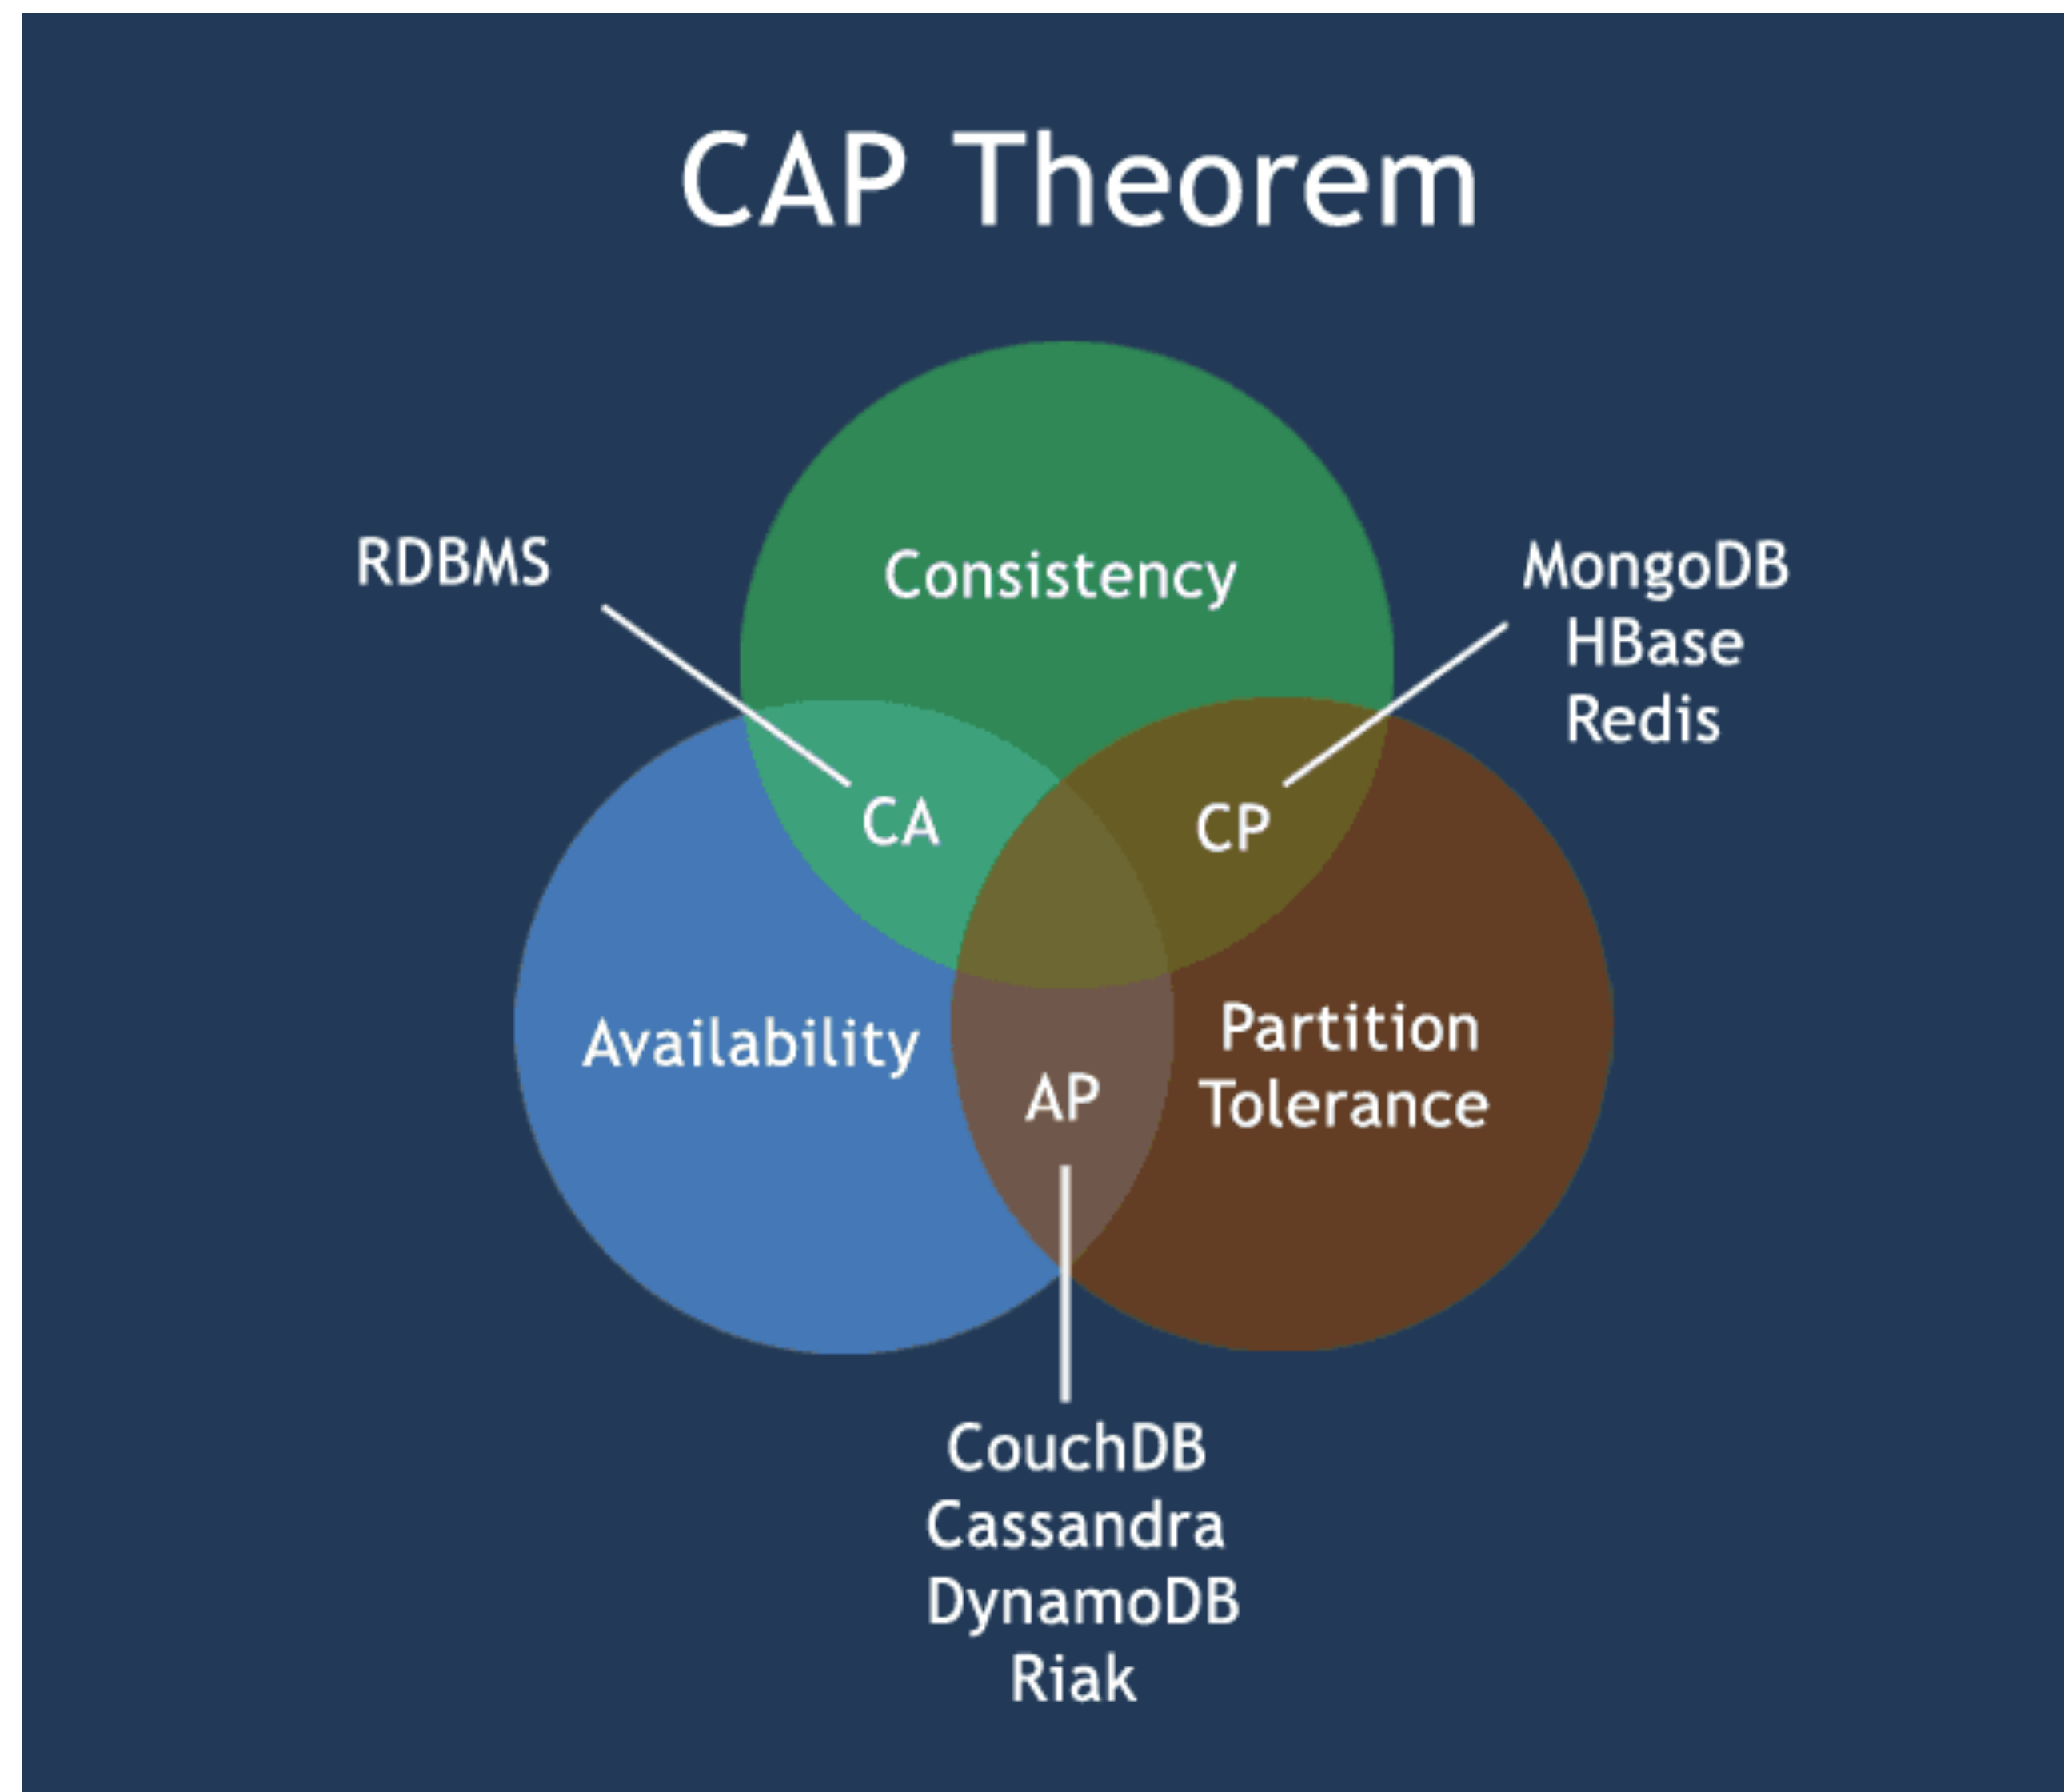 CAP Theorem
RDBMS
Consistency
MongoDB
HBase
Redis
CA
CP
Availability
Partition
Tolerance
AP
CouchDB
Cassandra
DynamoDB
Riak